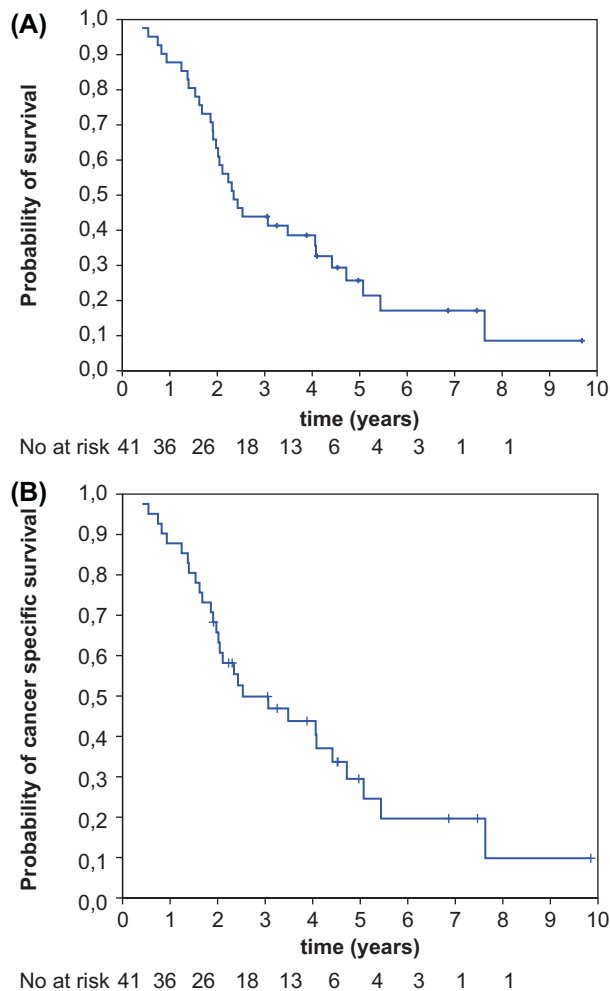 (A)
Probability of survival
1,0
0,9
0,8
0,7
0,6
0,5
0,4
0,3
0,2
0,1
0,0
0 1 2 3 4 5 6 7 8 9 10
time (years)
No at risk 41 36 26 18 13 6 4 3 1 1
(B)
Probability of cancer specific survival
1,0
0,9
0,8
0,7
0,6
0,5
0,4
0,3
0,2
0,1
0,0
0 1 2 3 4 5 6 7 8 9 10
time (years)
No at risk 41 36 26 18 13 6 4 3 1 1